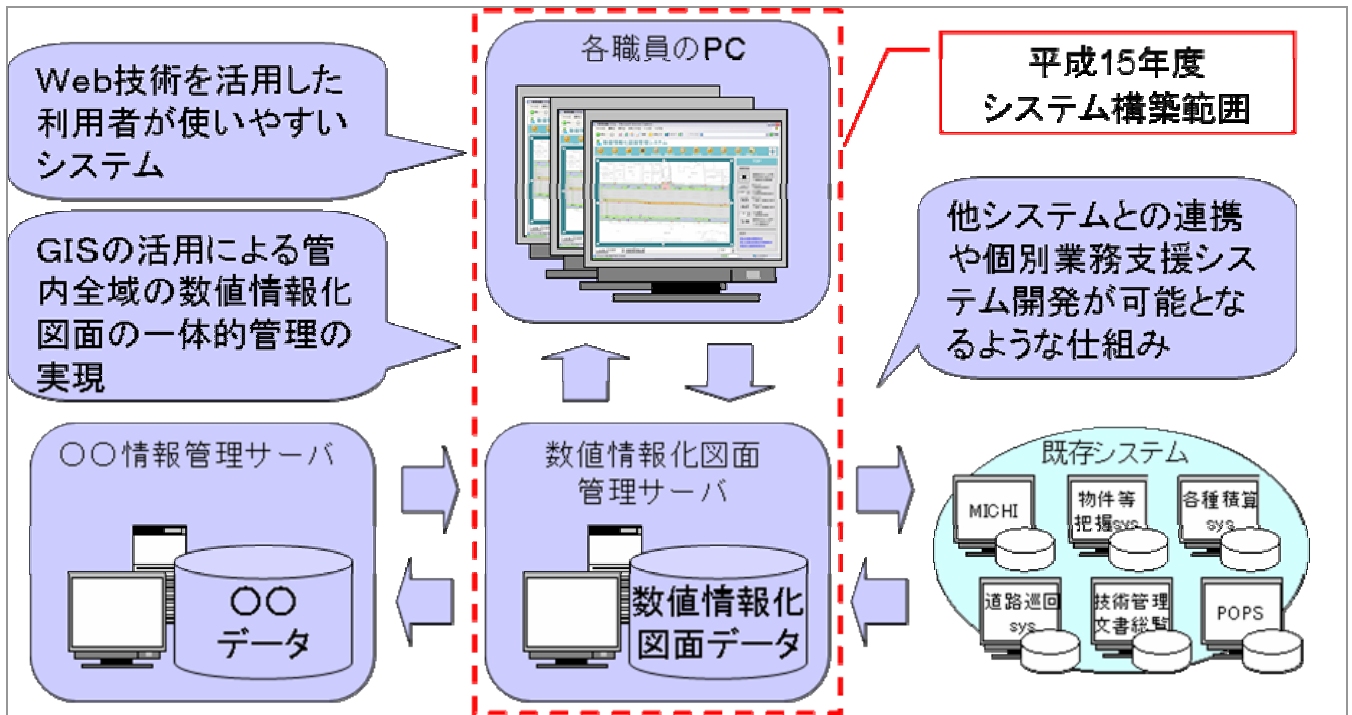 各職員のPC
平成15年度
システム構築範囲
Web技術を活用した
利用者が使いやすい
システム
GISの活用による管
内全域の数値情報化
図面の一体的管理の
実現
他システムとの連携
や個別業務支援シス
テム開発が可能とな
るような仕組み
〇〇情報管理サーバ
〇〇
データ
数値情報化図面
管理サーバ
数値情報化
図面データ
既存システム
MICHI
物件等
把握sys
各種積算
sys
道路巡回
sys
技術管理
文書総覧
POPS